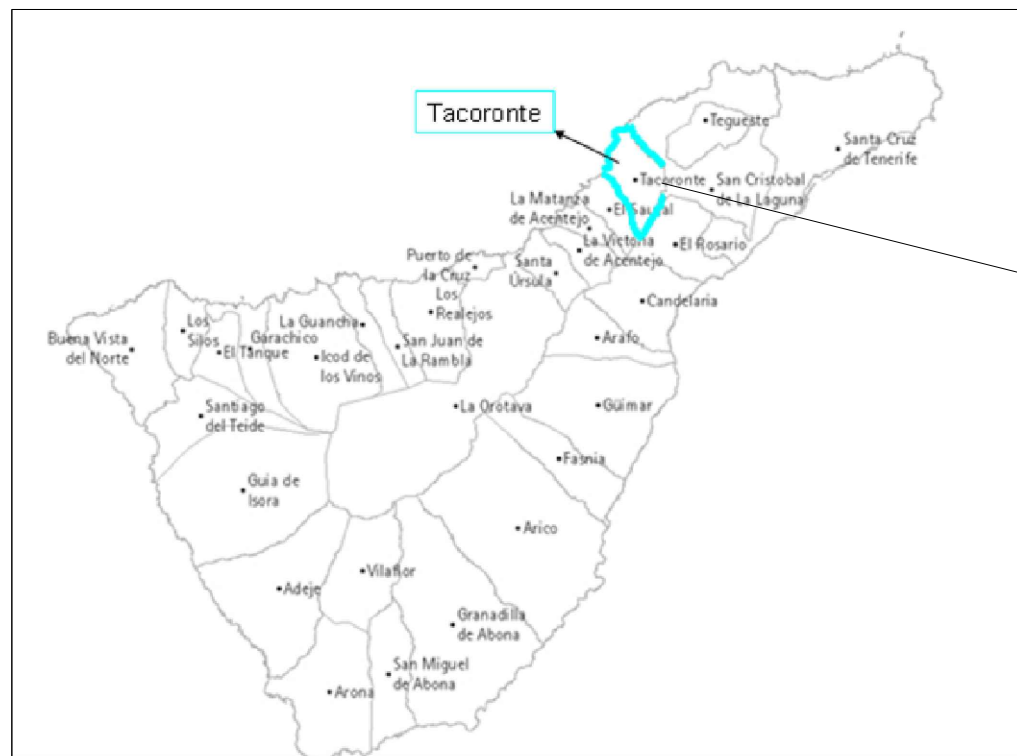 Tacoronte
Tegueste
Santa Cruz
de Tenerife
Tacoronte
San Cristobal
de La Laguna
La Matanza
de Acentejo
El Sauzal
La Victoria
de Acentejo
El Rosario
Puerto de
la Cruz
Santa
Úrsula
Los
Realejos
Candelaria
La Guancha
Los
Silos
Garachico
El Tanque
Buena Vista
del Norte
Icod de
los Vinos
San Juan de
La Rambla
Arafo
Santiago
del Teide
La Orotava
Güimar
Fasnia
Guia de
Isora
Arico
Vilaflor
Adeje
Granadilla
de Abona
San Miguel
de Abona
Arona